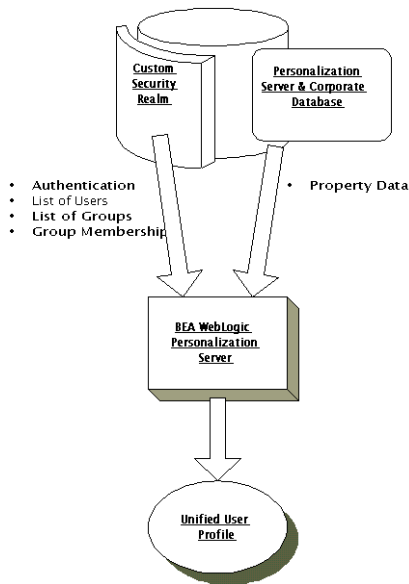 Custom
Security
Realm
Personalization
Server & Corporate
Database
• Authentication
• List of Users
• List of Groups
• Group Membership
• Property Data
BEA WebLogic
Personalization
Server
Unified User
Profile